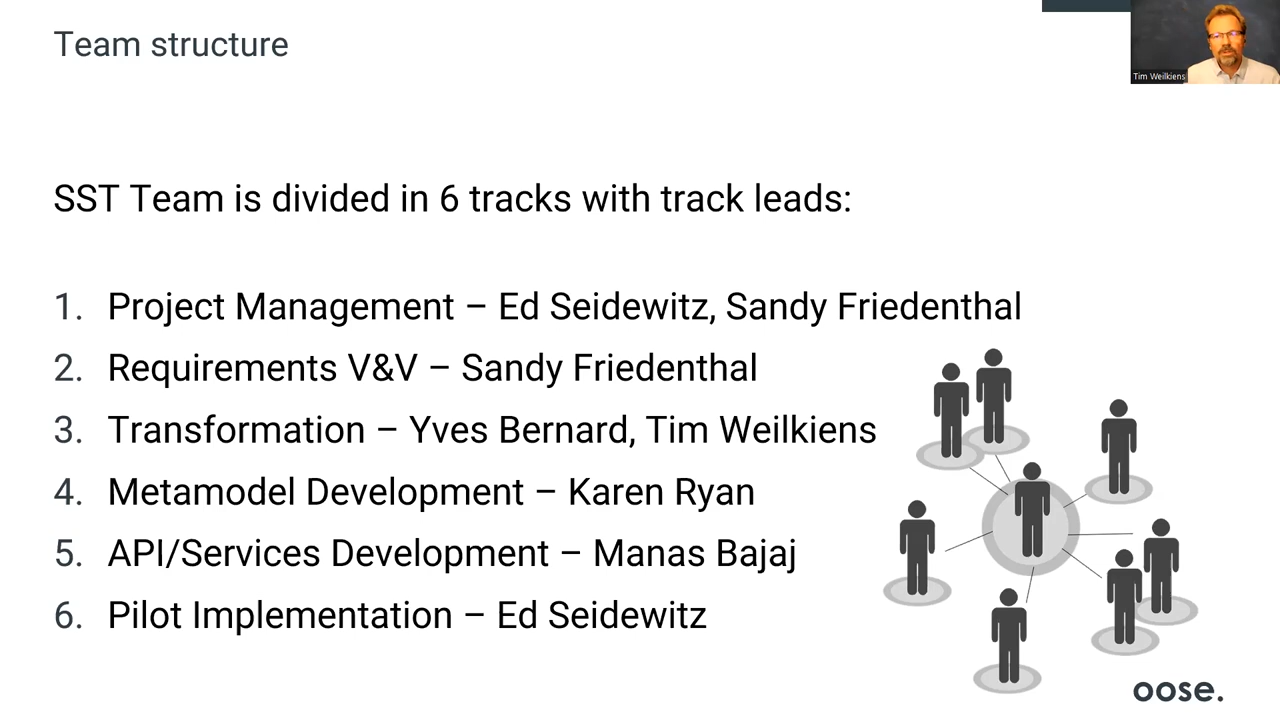 Team structure
Tim Weilkiens
SST Team is divided in 6 tracks with track leads:
1. Project Management – Ed Seidewitz, Sandy Friedenthal
2. Requirements V&V – Sandy Friedenthal
3. Transformation – Yves Bernard, Tim Weilkiens
4. Metamodel Development – Karen Ryan
5. API/Services Development – Manas Bajaj
6. Pilot Implementation – Ed Seidewitz
oose.